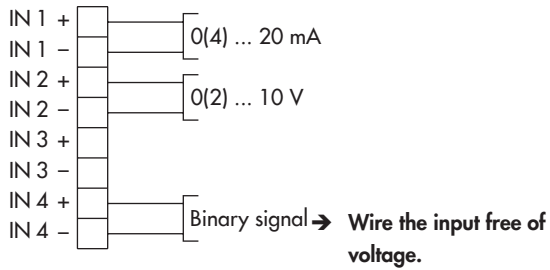 IN 1 +
IN 1 –
0(4) ... 20 mA
IN 2 +
IN 2 –
0(2) ... 10 V
IN 3 +
IN 3 –
IN 4 +
IN 4 –
Binary signal ➔ Wire the input free of
voltage.